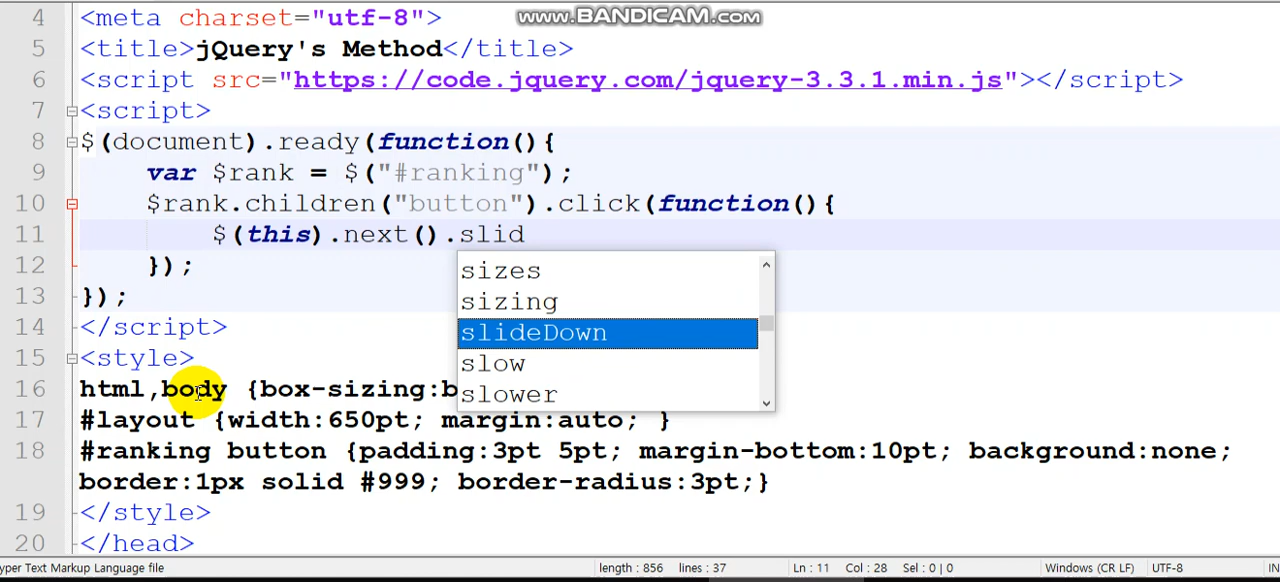 www.BANDICAM.com
4 <meta charset="utf-8">
5 <title>jQuery's Method</title>
6 <script src="https://code.jquery.com/jquery-3.3.1.min.js"></script>
7 <script>
8 $(document).ready(function(){
9 var $rank = $("#ranking");
10 $rank.children("button").click(function(){
11 $(this).next().slid
12 });
13 });
14 </script>
15 <style>
16 html,body {box-sizing:b
17 #layout {width:650pt; margin:auto; }
18 #ranking button {padding:3pt 5pt; margin-bottom:10pt; background:none;
border:1px solid #999; border-radius:3pt;}
19 </style>
20 </head>
sizes
sizing
slideDown
slow
slower
yper Text Markup Language file length : 856 lines : 37 Ln : 11 Col : 28 Sel : 0 | 0 Windows (CR LF) UTF-8 IN